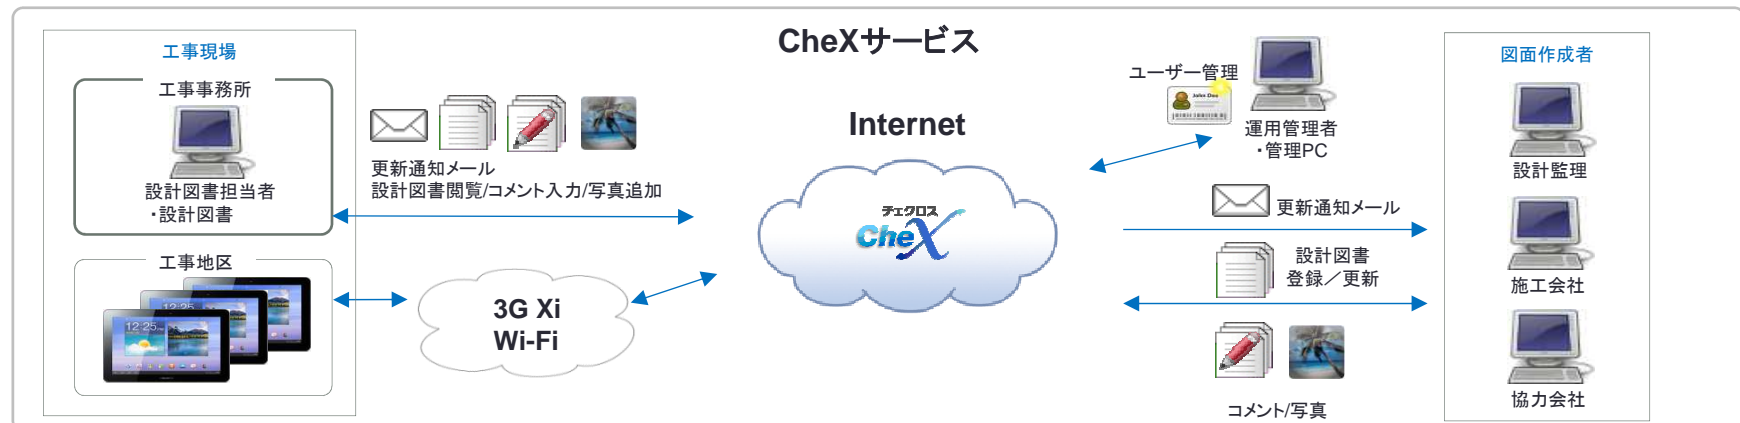 CheXサービス
工事現場
工事事務所
設計図書担当者
・設計図書
工事地区
12:25
12:25
更新通知メール
設計図書閲覧/コメント入力/写真追加
3G Xi
Wi-Fi
Internet
チェクロス
CheX
ユーザー管理
John Doe
運用管理者
・管理PC
更新通知メール
設計図書
登録／更新
コメント/写真
図面作成者
設計監理
施工会社
協力会社